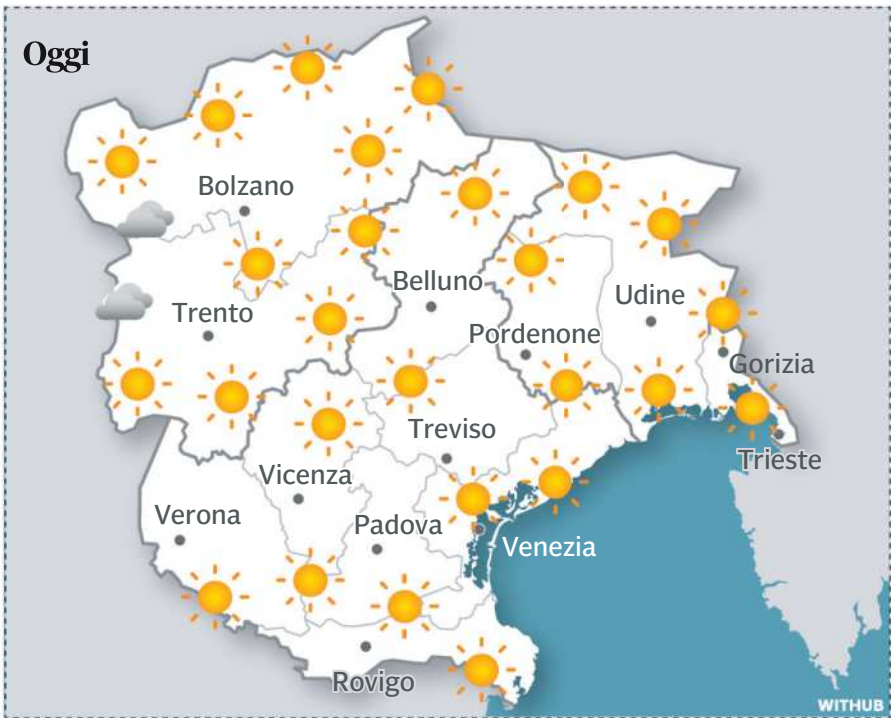 Oggi
Bolzano
Belluno
Udine
Trento
Pordenone
Gorizia
Treviso
Trieste
Vicenza
Verona
Padova
Venezia
Rovigo
WITHUB